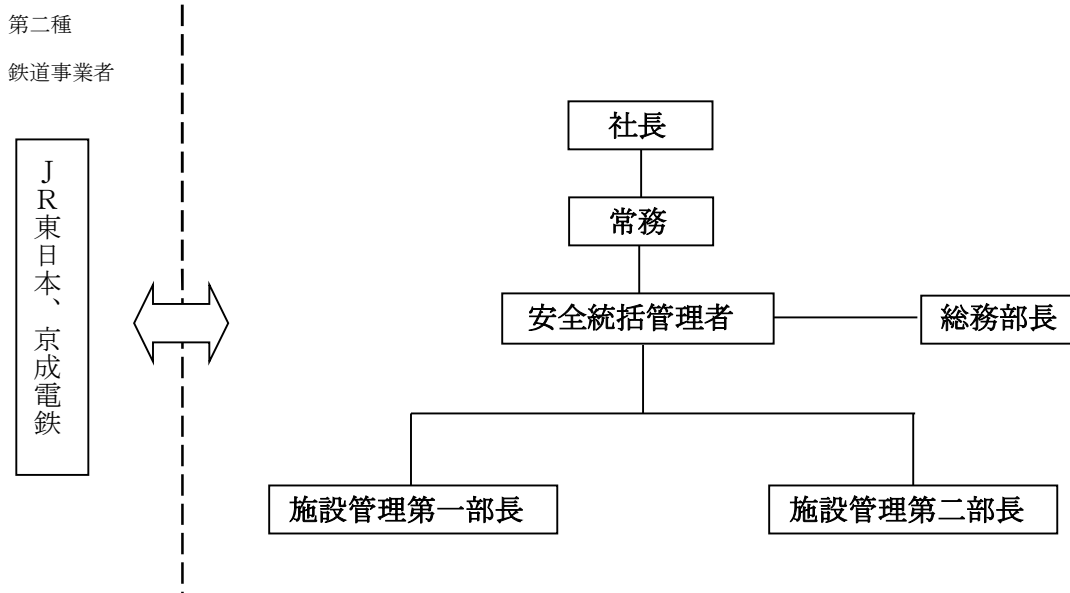 第二種
鉄道事業者
JR東日本、京成電鉄
社長
常務
安全統括管理者
総務部長
施設管理第一部長
施設管理第二部長